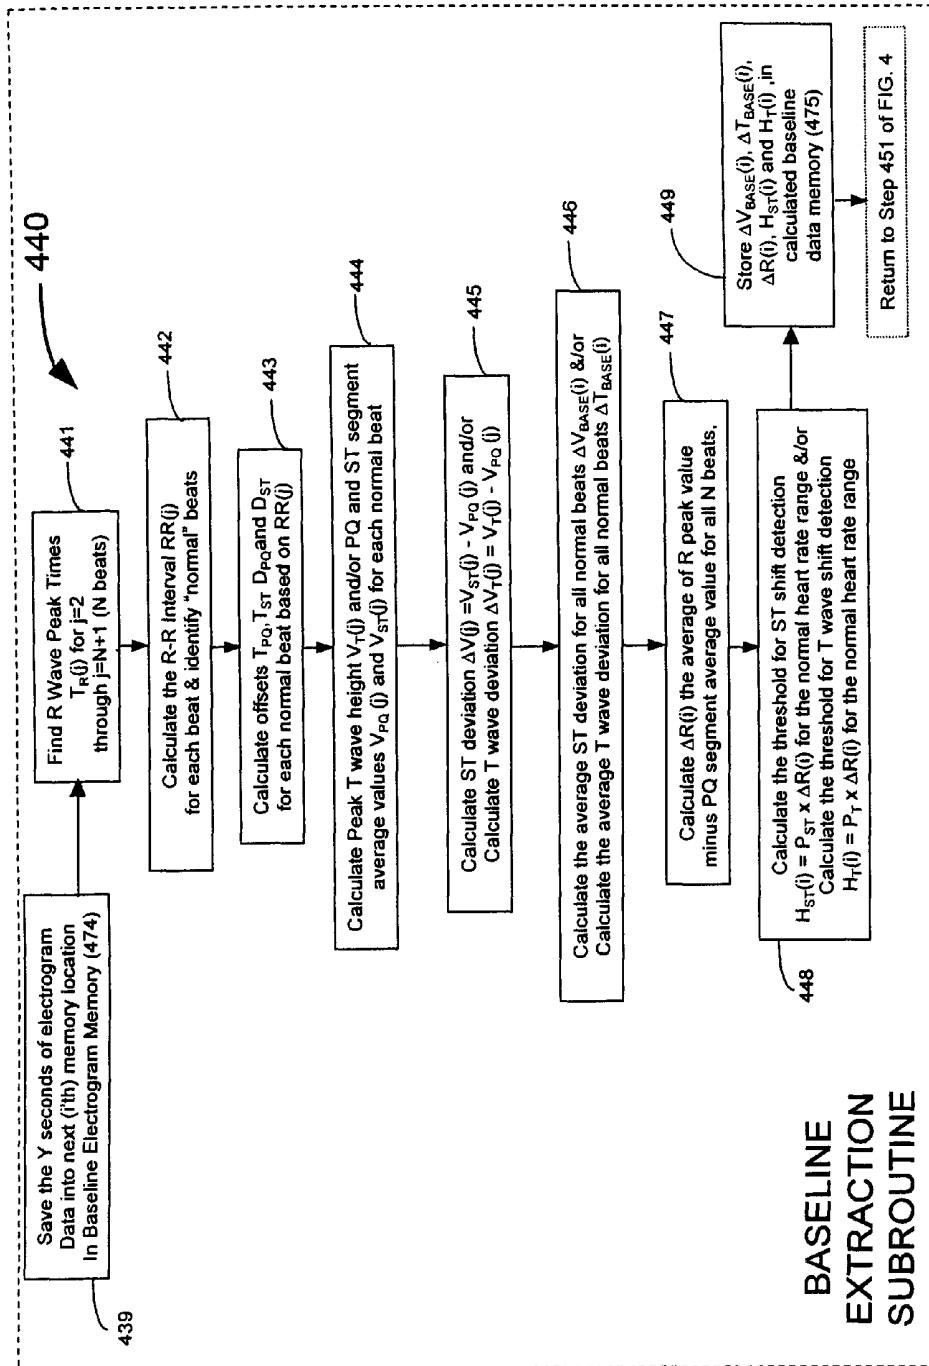 440
Save the Y seconds of electrogram
Data into next (i'th) memory location
In Baseline Electrogram Memory (474)
439
Find R Wave Peak Times
T_R(j) for j=2
through j=N+1 (N beats)
441
Calculate the R-R Interval RR(j)
for each beat & identify "normal" beats
442
Calculate offsets T_PQ, T_ST D_PQ and D_ST
for each normal beat based on RR(j)
443
Calculate Peak T wave height V_T(j) and/or PQ and ST segment
average values V_PQ (j) and V_ST(j) for each normal beat
444
Calculate ST deviation ΔV(j) =V_ST(j) - V_PQ (j) and/or
Calculate T wave deviation ΔV_T(j) = V_T(j) - V_PQ (j)
445
Calculate the average ST deviation for all normal beats ΔV_BASE(i) &/or
Calculate the average T wave deviation for all normal beats ΔT_BASE(i)
446
Calculate ΔR(i) the average of R peak value
minus PQ segment average value for all N beats,
447
Calculate the threshold for ST shift detection
H_ST(i) = P_ST x ΔR(i) for the normal heart rate range &/or
Calculate the threshold for T wave shift detection
H_T(i) = P_T x ΔR(i) for the normal heart rate range
448
Store ΔV_BASE(i), ΔT_BASE(i),
ΔR(i), H_ST(i) and H_T(i) ,in
calculated baseline
data memory (475)
449
Return to Step 451 of FIG. 4
BASELINE
EXTRACTION
SUBROUTINE